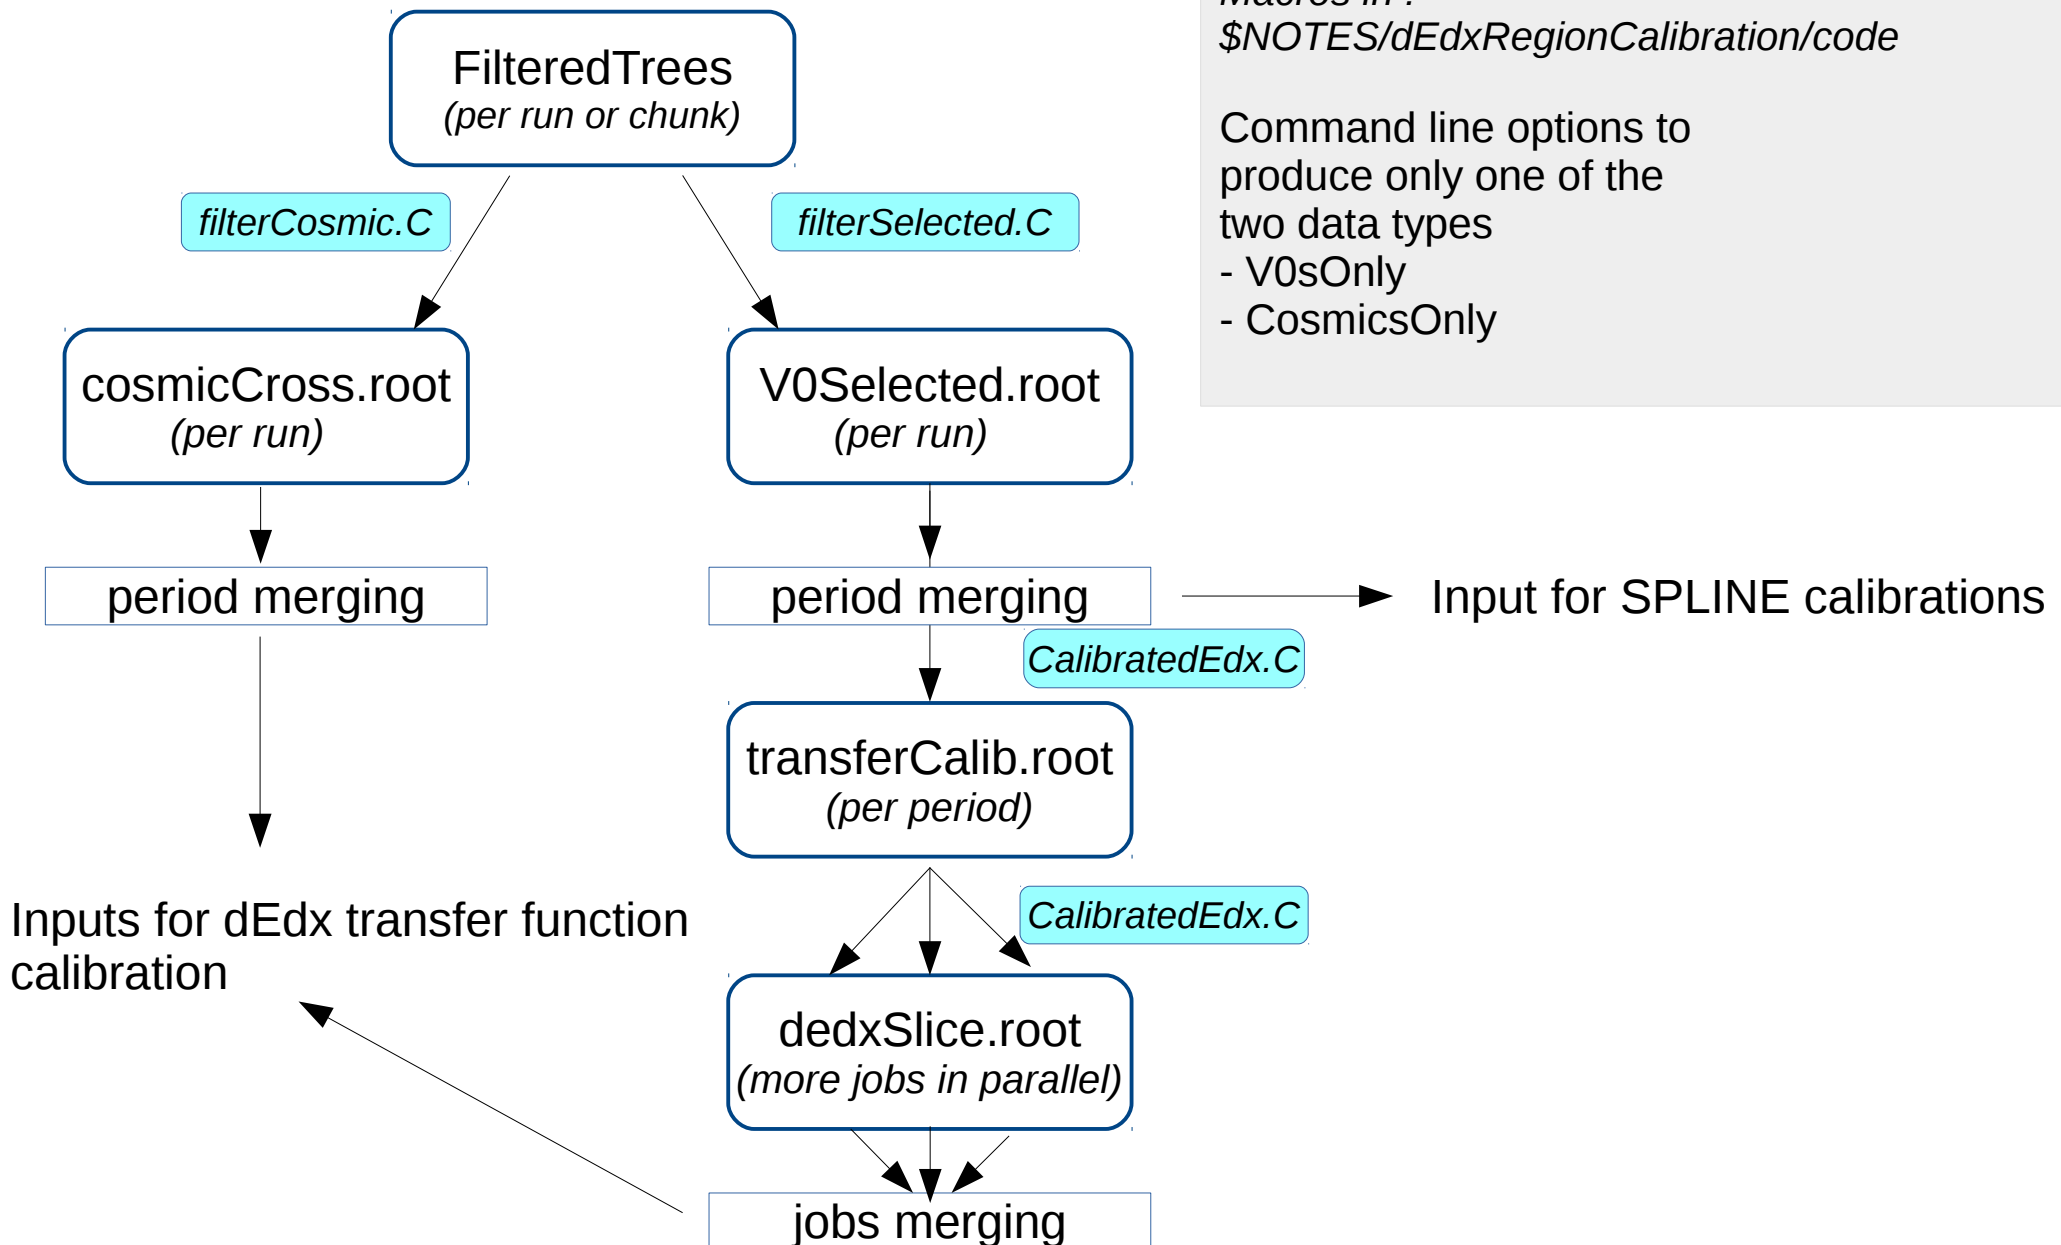 Macros in :
$NOTES/dEdxRegionCalibration/code
Command line options to
produce only one of the
two data types
- V0sOnly
- CosmicsOnly
FilteredTrees
(per run or chunk)
filterCosmic.C
filterSelected.C
cosmicCross.root
(per run)
V0Selected.root
(per run)
period merging
period merging
Input for SPLINE calibrations
CalibratedEdx.C
transferCalib.root
(per period)
CalibratedEdx.C
Inputs for dEdx transfer function
calibration
dedxSlice.root
(more jobs in parallel)
jobs merging